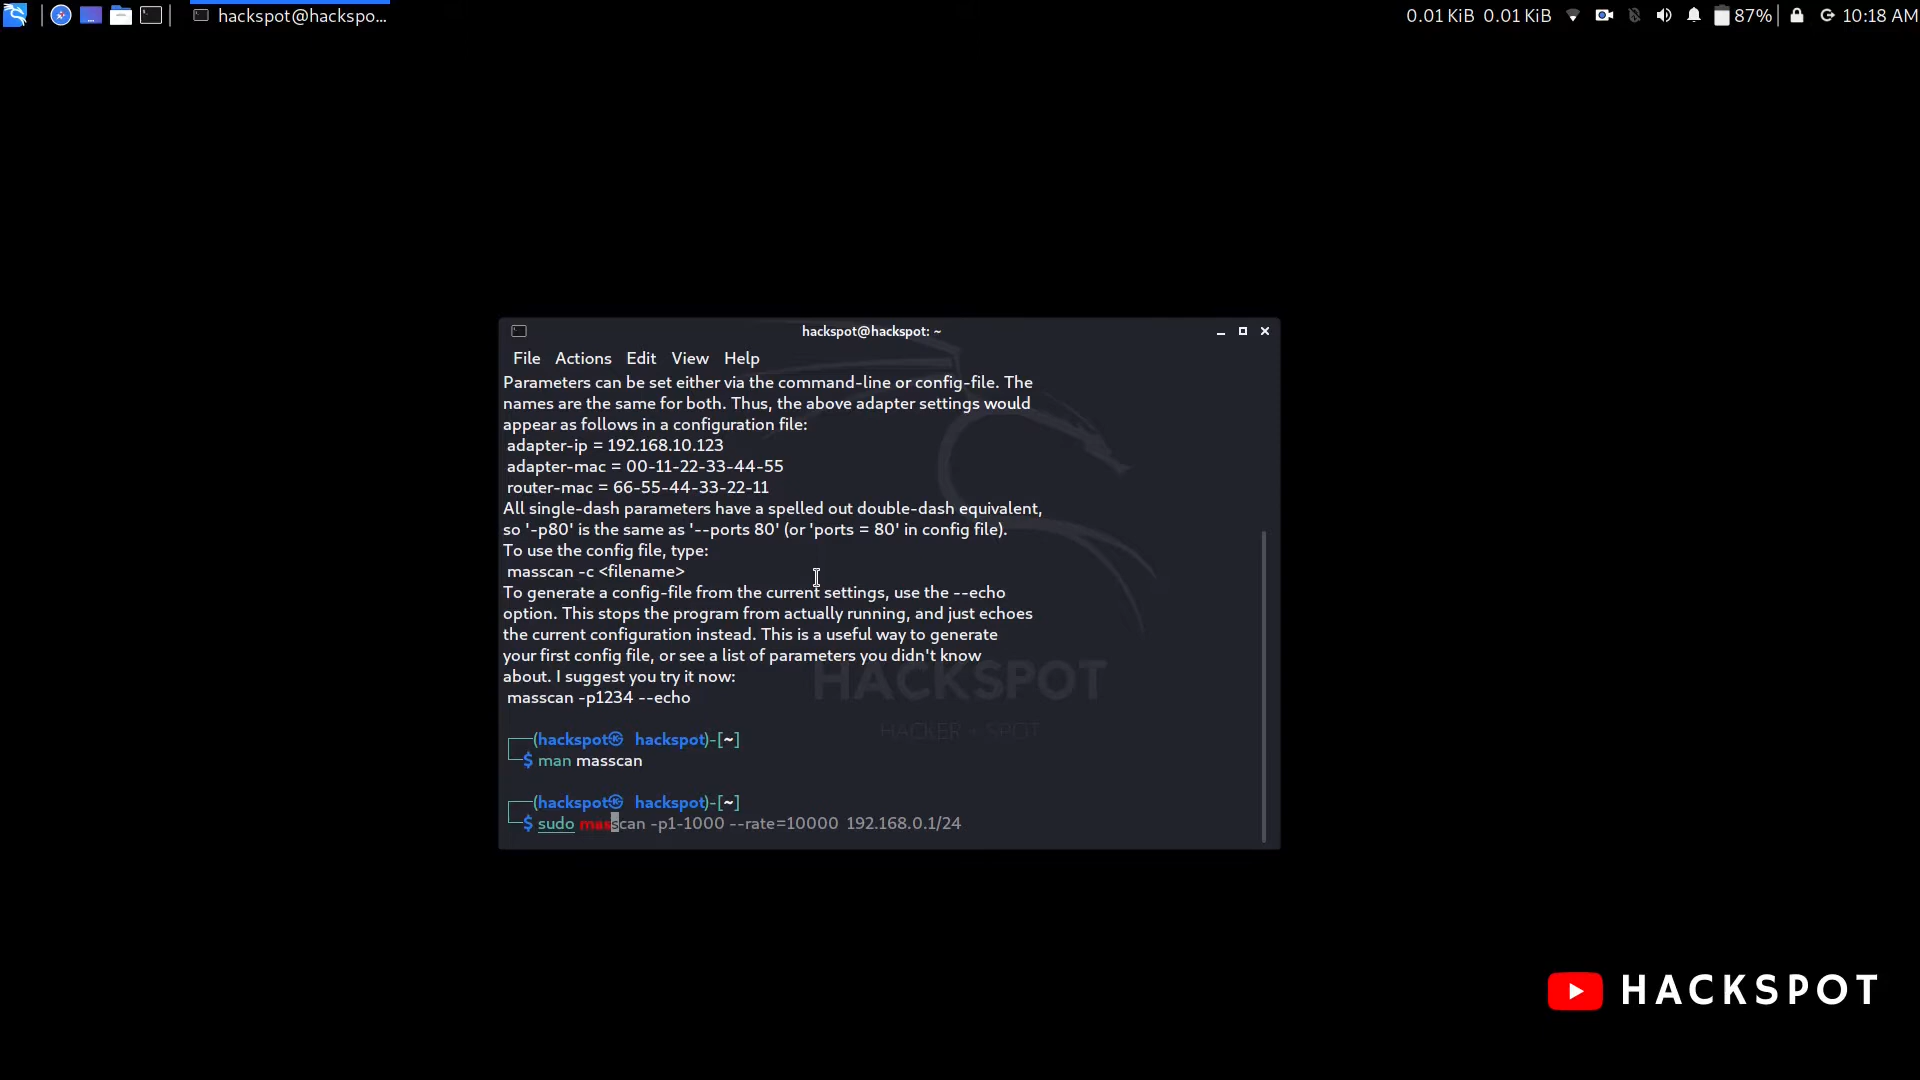 hackspot@hackspo... 0.01 KiB 0.01 KiB 87% 10:18 AM
hackspot@hackspot: ~
File Actions Edit View Help
Parameters can be set either via the command-line or config-file. The
names are the same for both. Thus, the above adapter settings would
appear as follows in a configuration file:
adapter-ip = 192.168.10.123
adapter-mac = 00-11-22-33-44-55
router-mac = 66-55-44-33-22-11
All single-dash parameters have a spelled out double-dash equivalent,
so '-p80' is the same as '--ports 80' (or 'ports = 80' in config file).
To use the config file, type:
masscan -c <filename>
To generate a config-file from the current settings, use the --echo
option. This stops the program from actually running, and just echoes
the current configuration instead. This is a useful way to generate
your first config file, or see a list of parameters you didn't know
about. I suggest you try it now:
masscan -p1234 --echo
HACKSPOT
HACKER + SPOT
(hackspot㉿ hackspot)-[~]
$ man masscan
(hackspot㉿ hackspot)-[~]
$ sudo masscan -p1-1000 --rate=10000 192.168.0.1/24
HACKSPOT